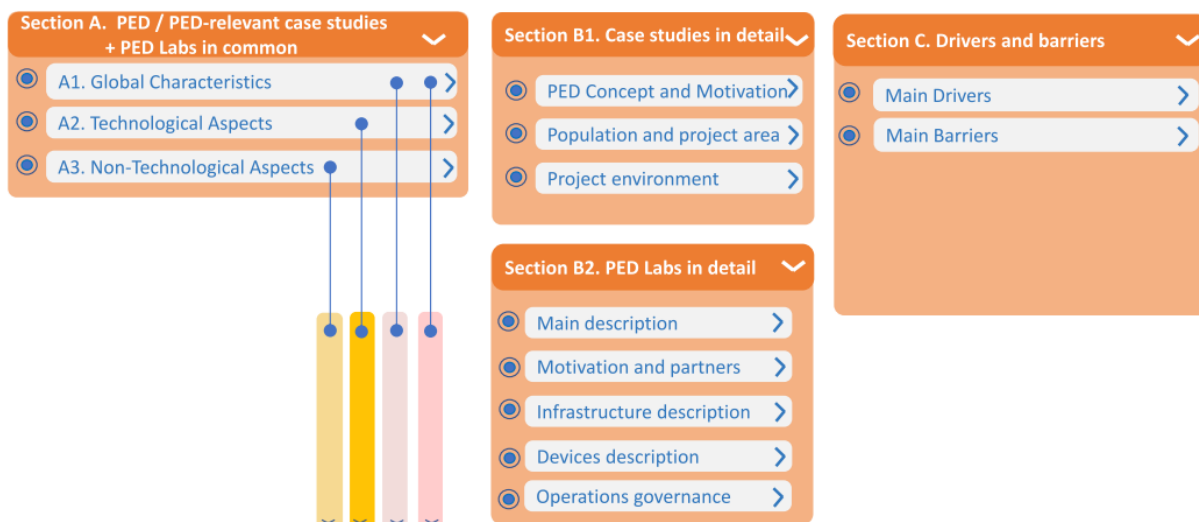 Section A.  PED / PED-relevant case studies
+ PED Labs in common
A1. Global Characteristics
A2. Technological Aspects
A3. Non-Technological Aspects
Section B1. Case studies in detail
PED Concept and Motivation
Population and project area
Project environment
Section B2. PED Labs in detail
Main description
Motivation and partners
Infrastructure description
Devices description
Operations governance
Section C. Drivers and barriers
Main Drivers
Main Barriers